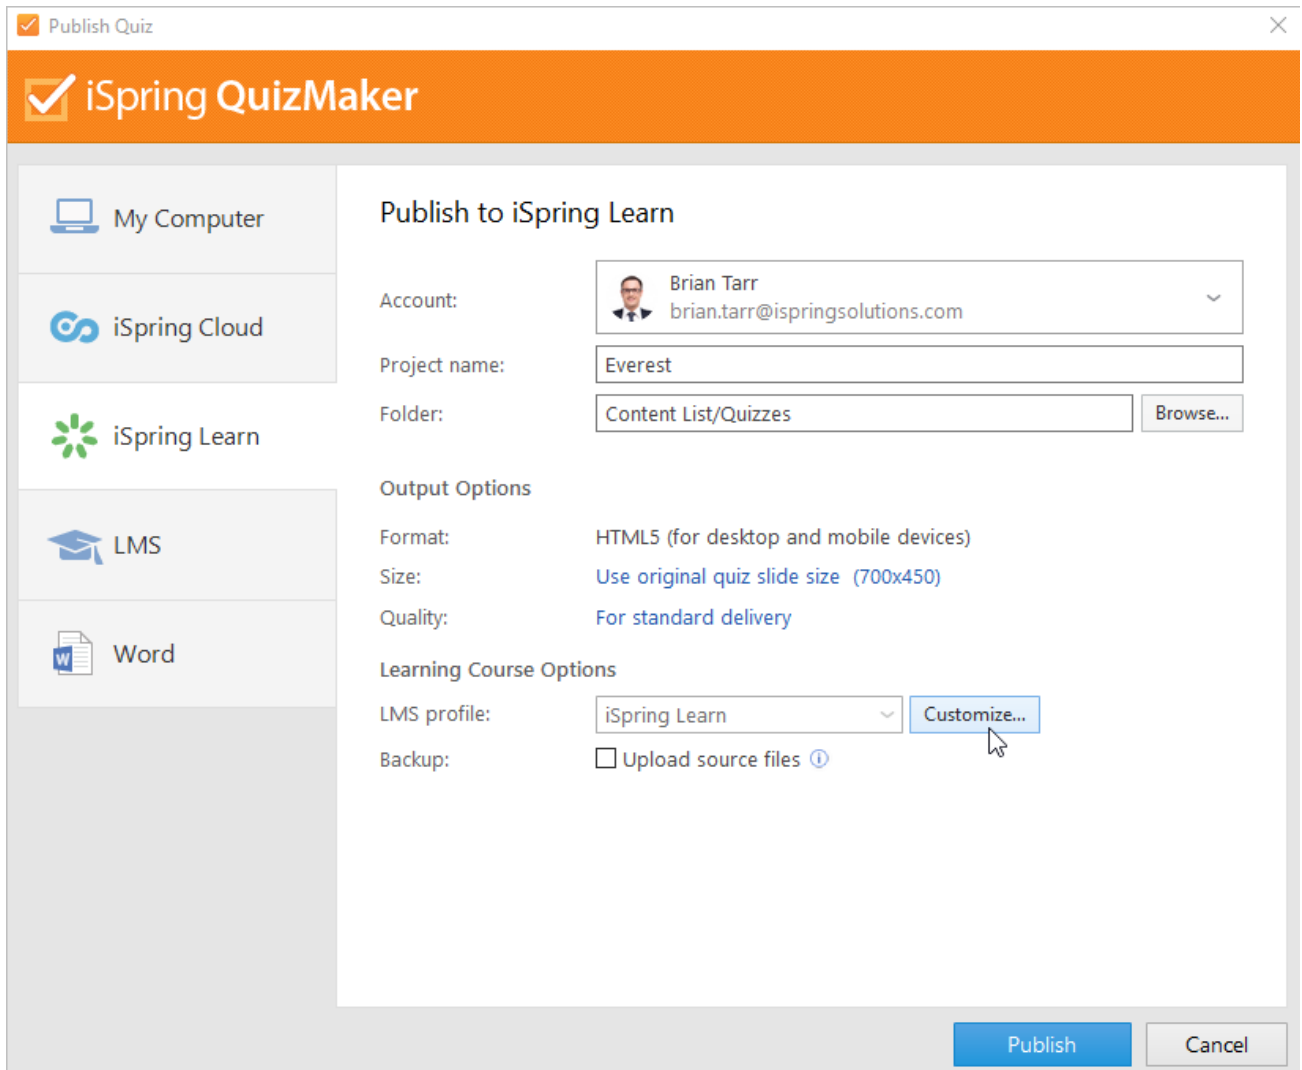 Publish Quiz
iSpring QuizMaker
My Computer
iSpring Cloud
iSpring Learn
LMS
W
Word
Publish to iSpring Learn
Account:
Brian Tarr
brian.tarr@ispringsolutions.com
Project name:
Everest
Folder:
Content List/Quizzes
Browse...
Output Options
Format:
HTML5 (for desktop and mobile devices)
Size:
Use original quiz slide size (700x450)
Quality:
For standard delivery
Learning Course Options
LMS profile:
iSpring Learn
Customize...
Backup:
Upload source files
i
Publish
Cancel